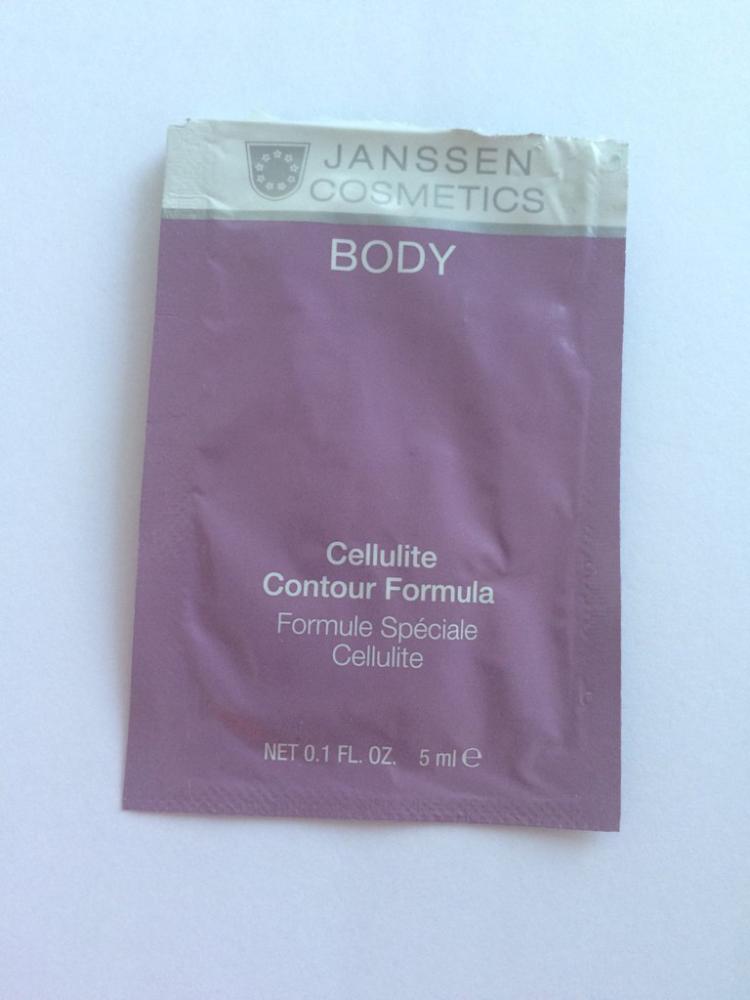 JANSSEN
COSMETICS
BODY
Cellulite
Contour Formula
Formule Spéciale
Cellulite
NET 0.1 FL. OZ. 5 ml ℮